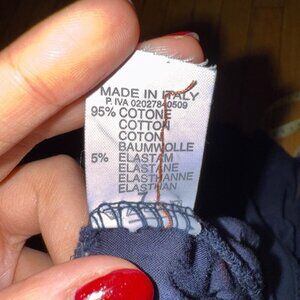 MADE IN ITALY
P. IVA 02027840509
95% COTONE
COTTON
COTON
BAUMWOLLE
5% ELASTAM
ELASTANE
ELASTHANNE
ELASTHAN